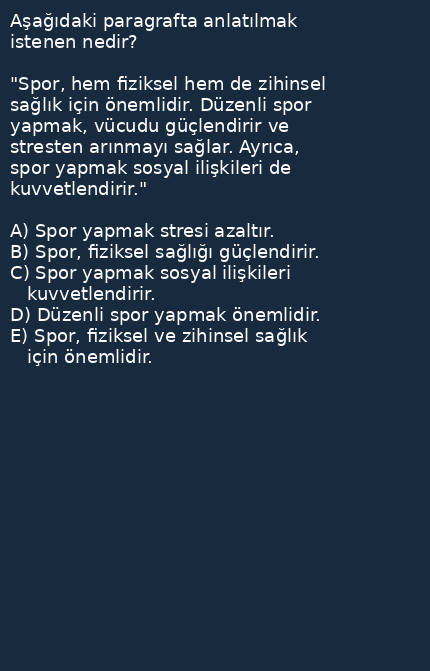 Aşağıdaki paragrafta anlatılmak
istenen nedir?
"Spor, hem fiziksel hem de zihinsel
sağlık için önemlidir. Düzenli spor
yapmak, vücudu güçlendirir ve
stresten arınmayı sağlar. Ayrıca,
spor yapmak sosyal ilişkileri de
kuvvetlendirir."
A) Spor yapmak stresi azaltır.
B) Spor, fiziksel sağlığı güçlendirir.
C) Spor yapmak sosyal ilişkileri
kuvvetlendirir.
D) Düzenli spor yapmak önemlidir.
E) Spor, fiziksel ve zihinsel sağlık
için önemlidir.